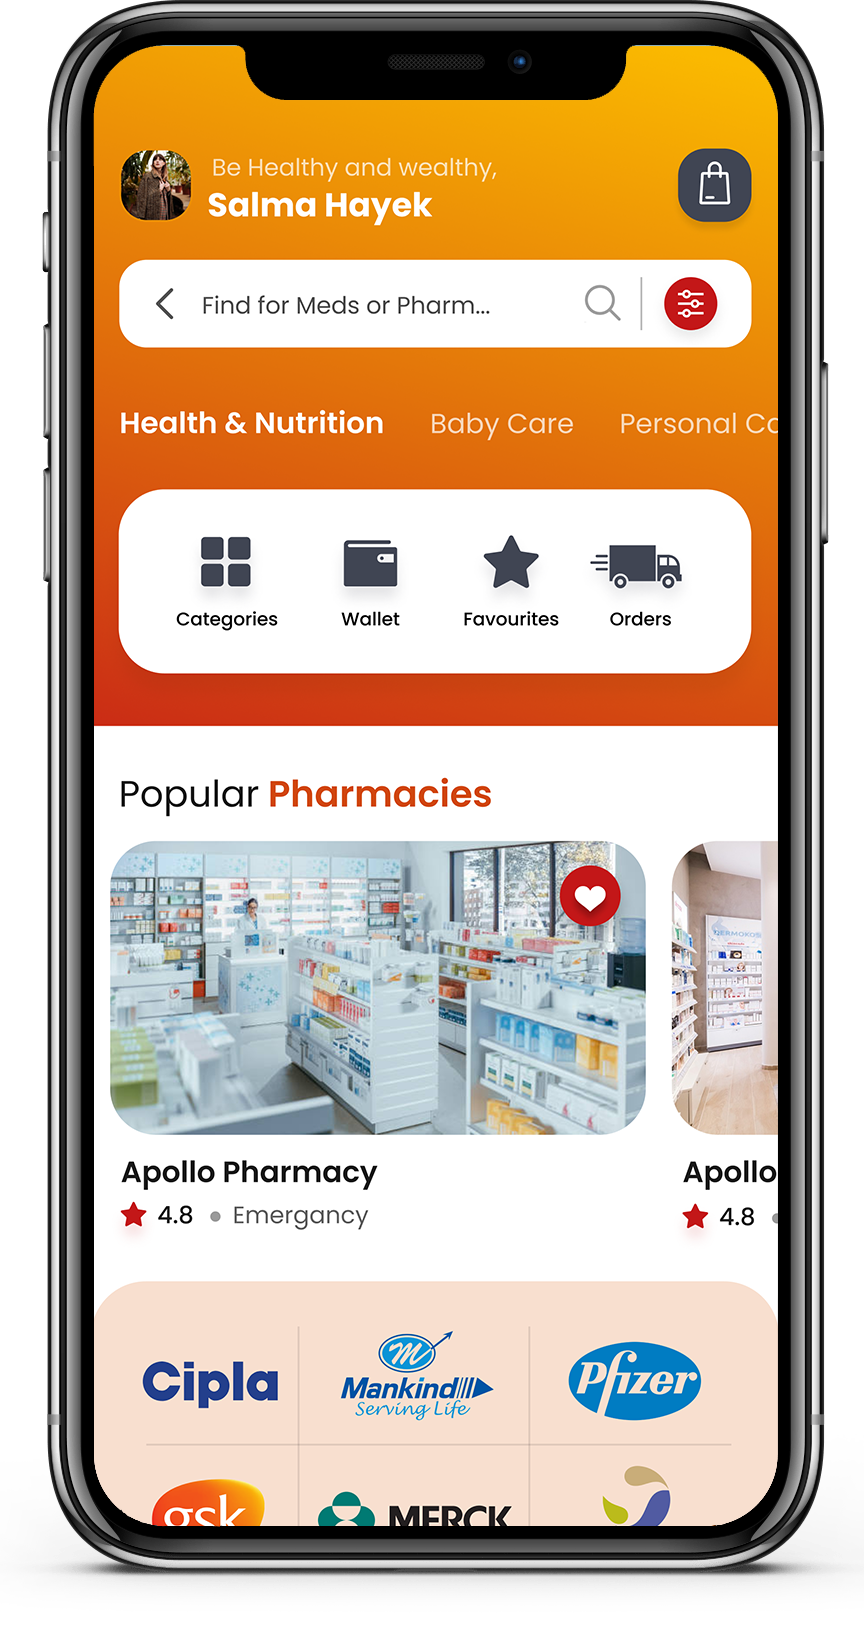 Be Healthy and wealthy,
Salma Hayek
Find for Meds or Pharm...
Health & Nutrition Baby Care Personal
Categories Wallet Favourites Orders
Popular Pharmacies
Apollo Pharmacy Apollo
4.8 Emergancy 4.8
Cipla Mankind Pfizer
Serving Life
gsk MERCK